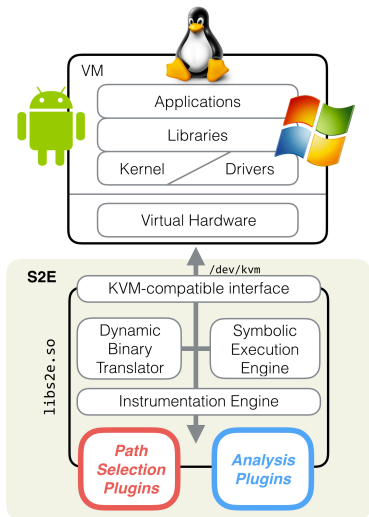 VM
Applications
Libraries
Kernel
Drivers
Virtual Hardware
/dev/kvm
S2E
KVM-compatible interface
Dynamic
Binary
Translator
Symbolic
Execution
Engine
libs2e.so
Instrumentation Engine
Path
Selection
Plugins
Analysis
Plugins